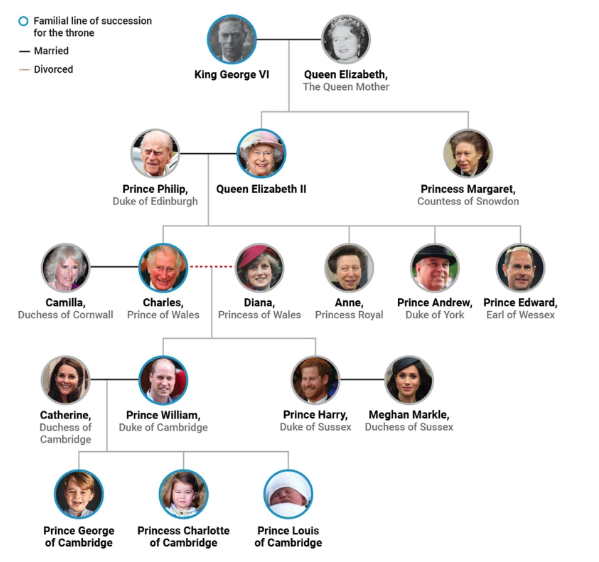 Familial line of succession
for the throne
Married
Divorced
King George VI
Queen Elizabeth,
The Queen Mother
Prince Philip,
Duke of Edinburgh
Queen Elizabeth II
Princess Margaret,
Countess of Snowdon
Camilla,
Duchess of Cornwall
Charles,
Prince of Wales
Diana,
Princess of Wales
Anne,
Princess Royal
Prince Andrew,
Duke of York
Prince Edward,
Earl of Wessex
Catherine,
Duchess of
Cambridge
Prince William,
Duke of Cambridge
Prince Harry,
Duke of Sussex
Meghan Markle,
Duchess of Sussex
Prince George
of Cambridge
Princess Charlotte
of Cambridge
Prince Louis
of Cambridge